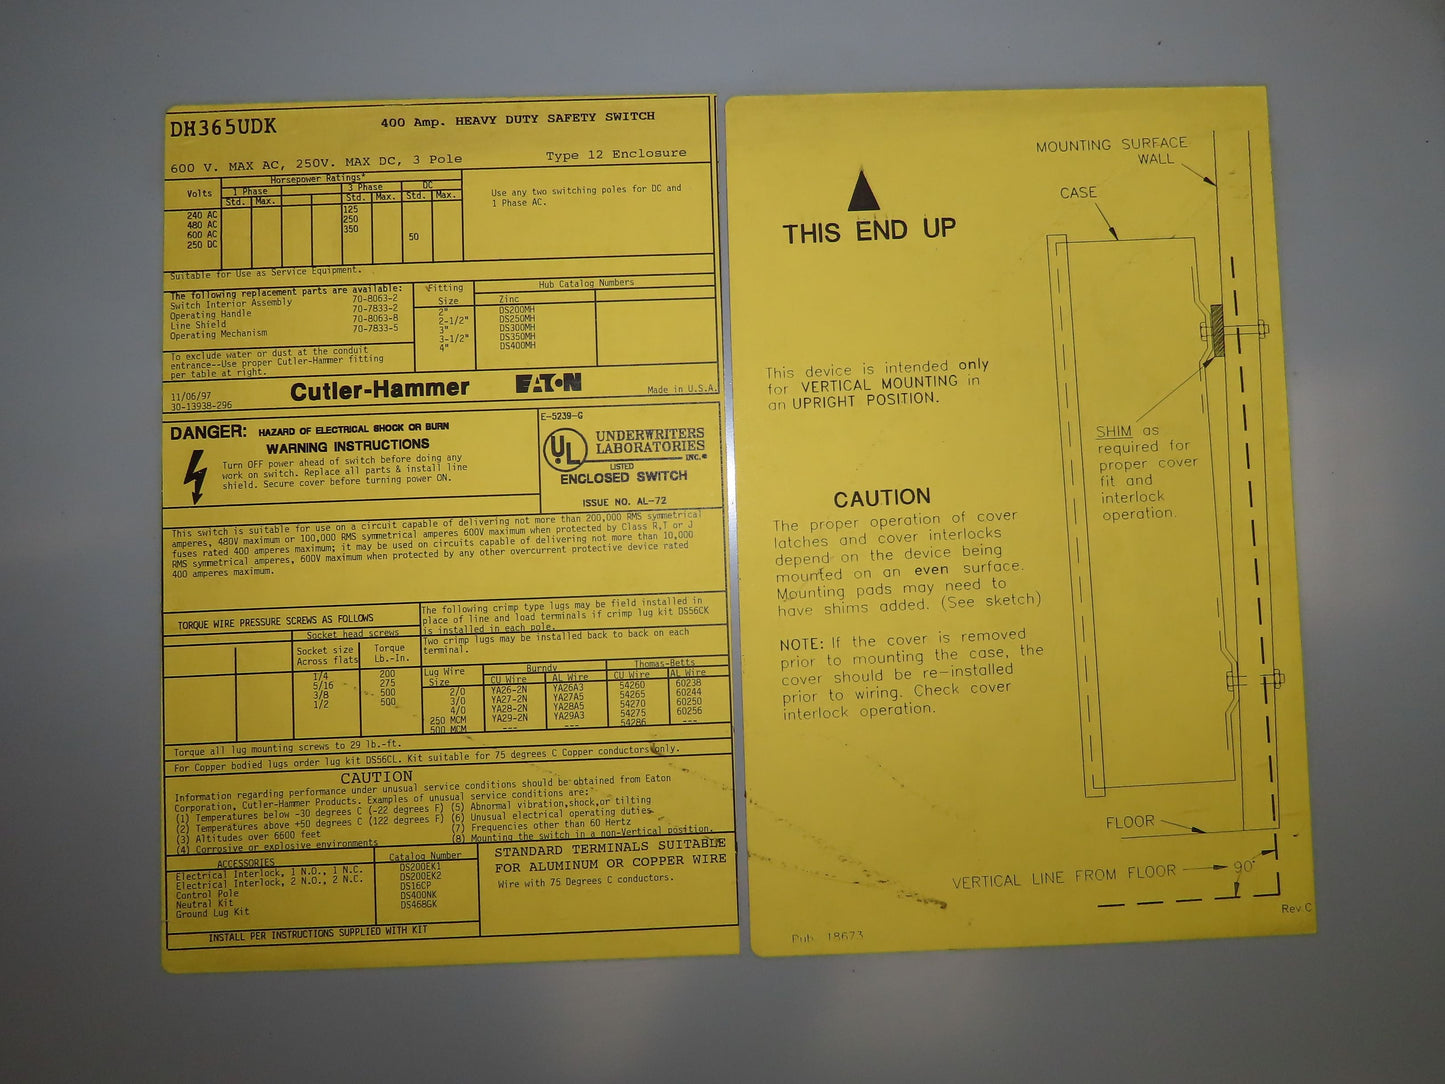 DH365UDK
400 Amp. HEAVY DUTY SAFETY SWITCH
600 V. MAX AC, 250V. MAX DC, 3 Pole
Type 12 Enclosure
Volts
Horsepower Ratings*
1 Phase
3 Phase
DC
Std. Max.
Std. Max. Std. Max.
240 AC 125
480 AC 250
600 AC 350
250 DC 50
Use any two switching poles for DC and
1 Phase AC.
Suitable for Use as Service Equipment.
The following replacement parts are available:
Switch Interior Assembly 70-8063-2
Operating Handle 70-7833-2
Line Shield 70-8063-8
Operating Mechanism 70-7833-5
To exclude water or dust at the conduit
entrance--Use proper Cutler-Hammer fitting
per table at right.
Fitting
Size
Hub Catalog Numbers
Zinc
2" DS200MH
2-1/2" DS250MH
3" DS300MH
3-1/2" DS350MH
4" DS400MH
11/06/97
30-13938-296
Cutler-Hammer
EATON
Made in U.S.A.
DANGER: HAZARD OF ELECTRICAL SHOCK OR BURN
WARNING INSTRUCTIONS
Turn OFF power ahead of switch before doing any
work on switch. Replace all parts & install line
shield. Secure cover before turning power ON.
E-5239-G
UL
UNDERWRITERS
LABORATORIES
INC.®
LISTED
ENCLOSED SWITCH
ISSUE NO. AL-72
This switch is suitable for use on a circuit capable of delivering not more than 200,000 RMS symmetrical
amperes, 480V maximum or 100,000 RMS symmetrical amperes 600V maximum when protected by Class R,T or J
fuses rated 400 amperes maximum; it may be used on circuits capable of delivering not more than 10,000
RMS symmetrical amperes, 600V maximum when protected by any other overcurrent protective device rated
400 amperes maximum.
TORQUE WIRE PRESSURE SCREWS AS FOLLOWS
Socket head screws
Socket size
Across flats
Torque
Lb.-In.
1/4 200
5/16 275
3/8 500
1/2 500
The following crimp type lugs may be field installed in
place of line and load terminals if crimp lug kit DS56CK
is installed in each pole.
Two crimp lugs may be installed back to back on each
terminal.
Lug Wire
Size
Burndy
Thomas-Betts
CU Wire AL Wire CU Wire AL Wire
2/0 YA26-2N YA26A3 54260 60238
3/0 YA27-2N YA27A5 54265 60244
4/0 YA28-2N YA28A5 54270 60250
250 MCM YA29-2N YA29A3 54275 60256
500 MCM --- --- 54286 ---
Torque all lug mounting screws to 29 lb.-ft.
For Copper bodied lugs order lug kit DS56CL. Kit suitable for 75 degrees C Copper conductors only.
CAUTION
Information regarding performance under unusual service conditions should be obtained from Eaton
Corporation, Cutler-Hammer Products. Examples of unusual service conditions are:
(1) Temperatures below -30 degrees C (-22 degrees F) (5) Abnormal vibration,shock,or tilting
(2) Temperatures above +50 degrees C (122 degrees F) (6) Unusual electrical operating duties
(3) Altitudes over 6600 feet (7) Frequencies other than 60 Hertz
(4) Corrosive or explosive environments (8) Mounting the switch in a non-Vertical position.
ACCESSORIES
Catalog Number
Electrical Interlock, 1 N.O., 1 N.C. DS200EK1
Electrical Interlock, 2 N.O., 2 N.C. DS200EK2
Control Pole DS16CP
Neutral Kit DS400NK
Ground Lug Kit DS468GK
INSTALL PER INSTRUCTIONS SUPPLIED WITH KIT
STANDARD TERMINALS SUITABLE
FOR ALUMINUM OR COPPER WIRE
Wire with 75 Degrees C conductors.
THIS END UP
This device is intended only
for VERTICAL MOUNTING in
an UPRIGHT POSITION.
CAUTION
The proper operation of cover
latches and cover interlocks
depend on the device being
mounted on an even surface.
Mounting pads may need to
have shims added. (See sketch)
NOTE: If the cover is removed
prior to mounting the case, the
cover should be re-installed
prior to wiring. Check cover
interlock operation.
Pub. 18673
MOUNTING SURFACE
WALL
CASE
SHIM as
required for
proper cover
fit and
interlock
operation.
FLOOR
VERTICAL LINE FROM FLOOR
90°
Rev.C